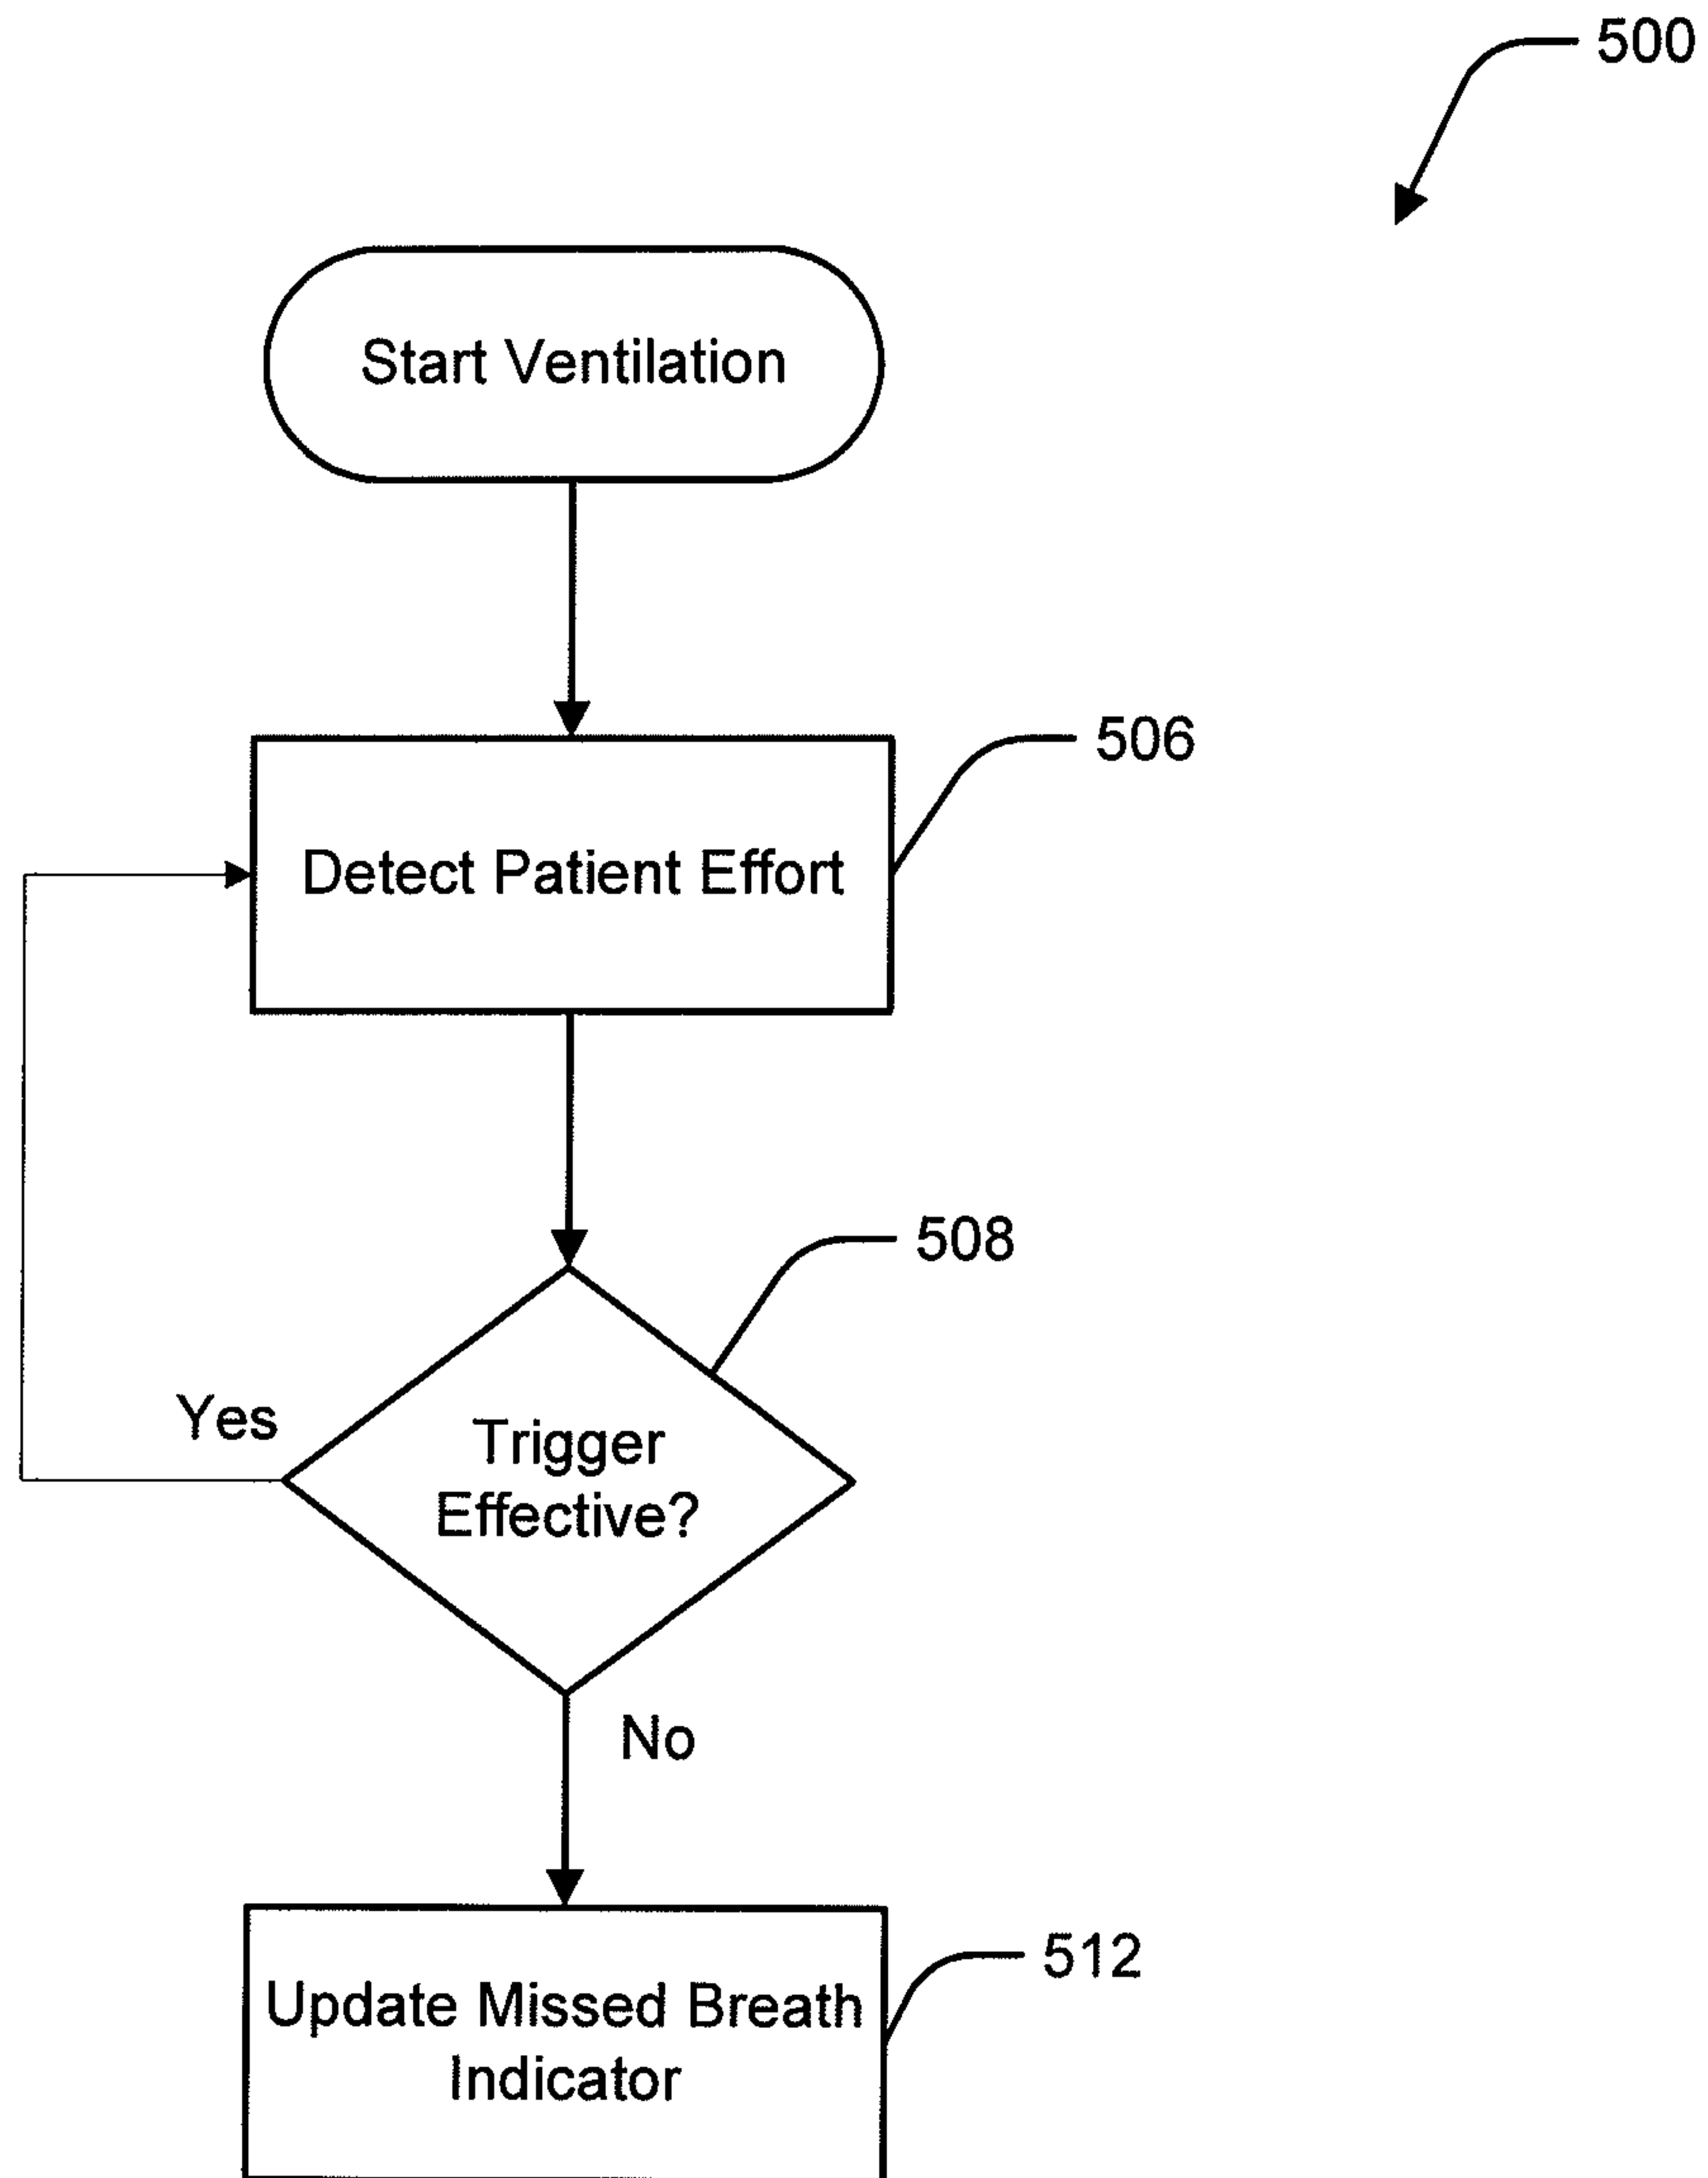 500
Start Ventilation
506
Detect Patient Effort
508
Yes
Trigger
Effective?
No
512
Update Missed Breath
Indicator